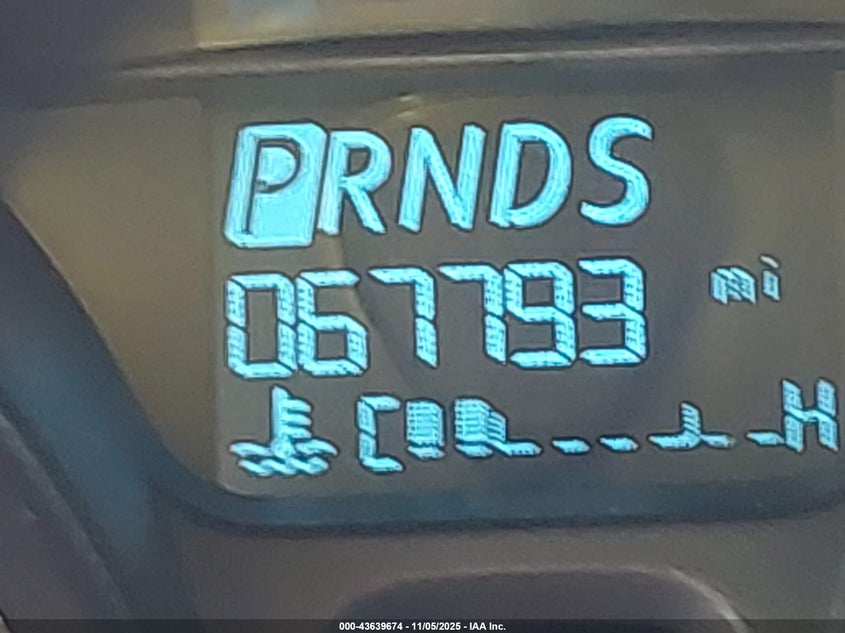 PRNDS
067793 mi
C H
000-43639674 - 11/05/2025 - IAA Inc.